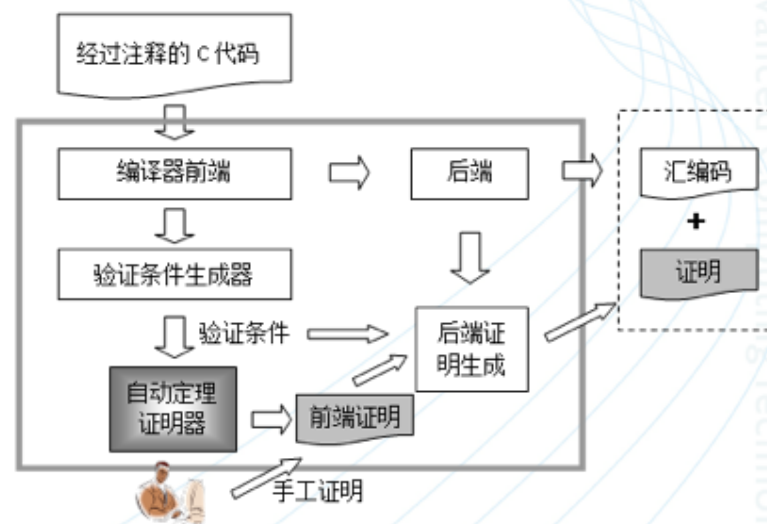 经过注释的 C 代码
编译器前端
后端
汇编码
+
验证条件生成器
证明
验证条件
后端证
明生成
自动定理
证明器
前端证明
手工证明